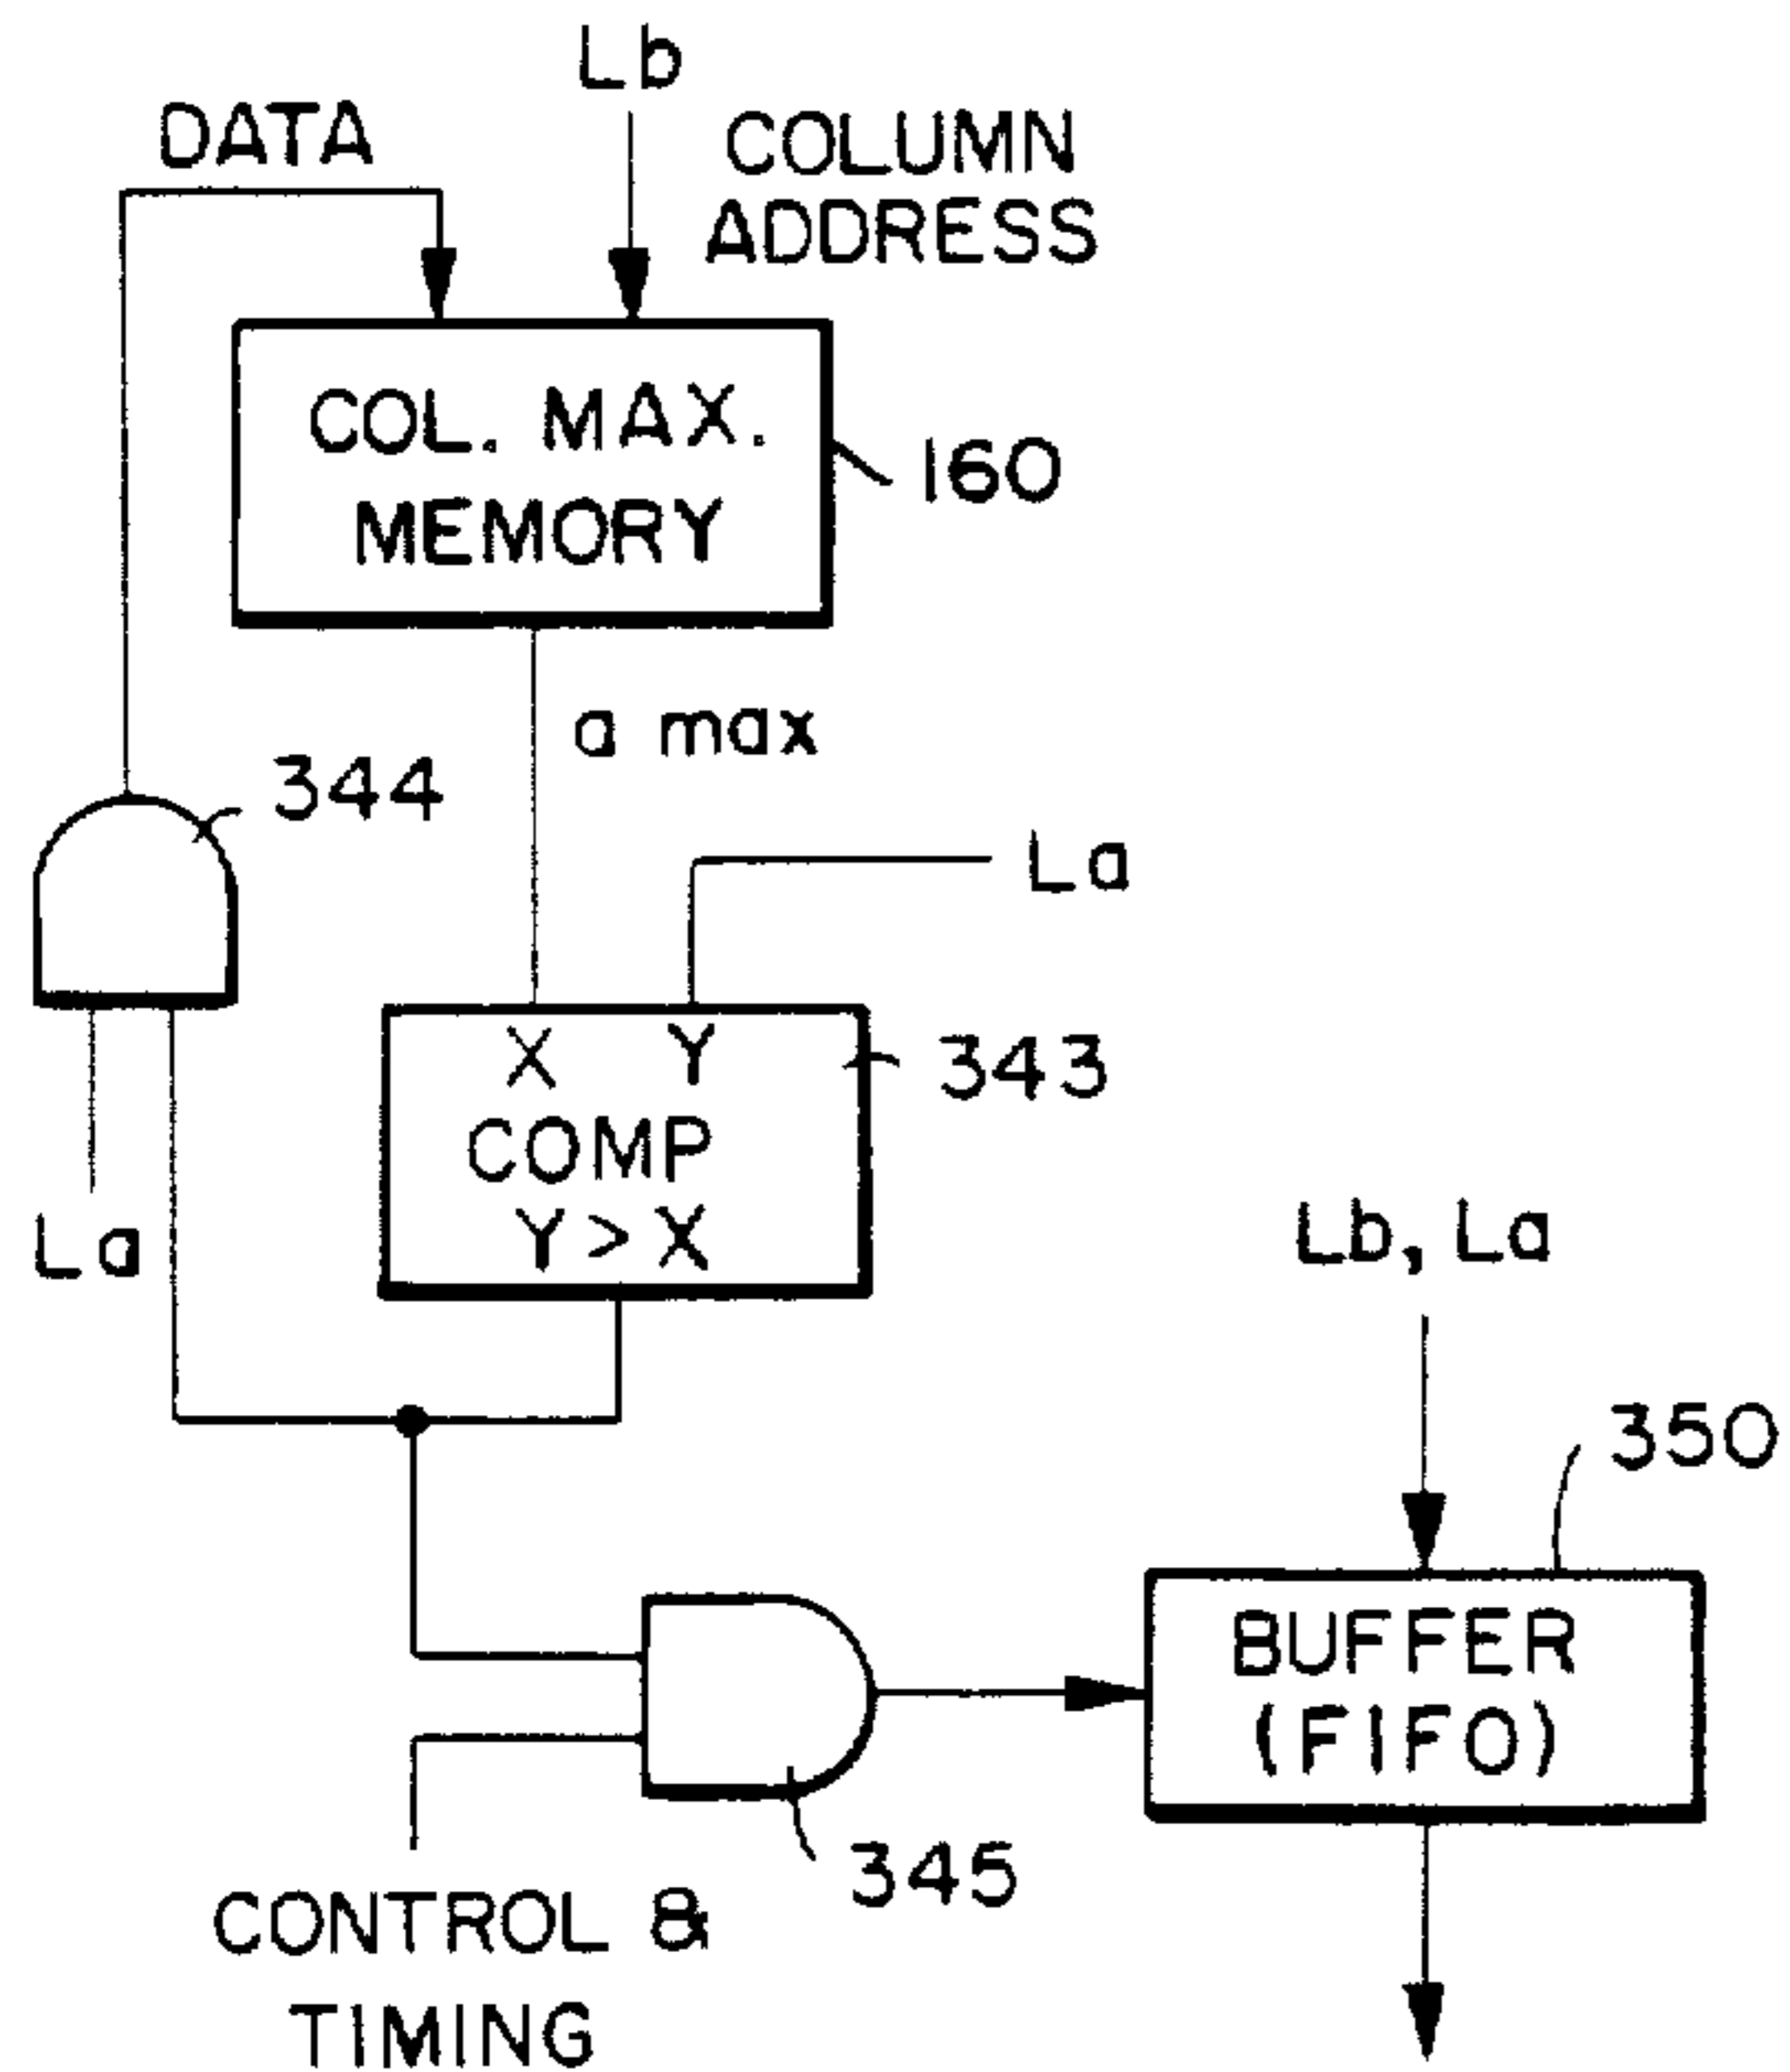 Lb
DATA
COLUMN
ADDRESS
COL. MAX.
MEMORY
160
a max
344
La
X Y
343
COMP
Y > X
La
Lb, La
350
BUFFER
(FIFO)
345
CONTROL &
TIMING